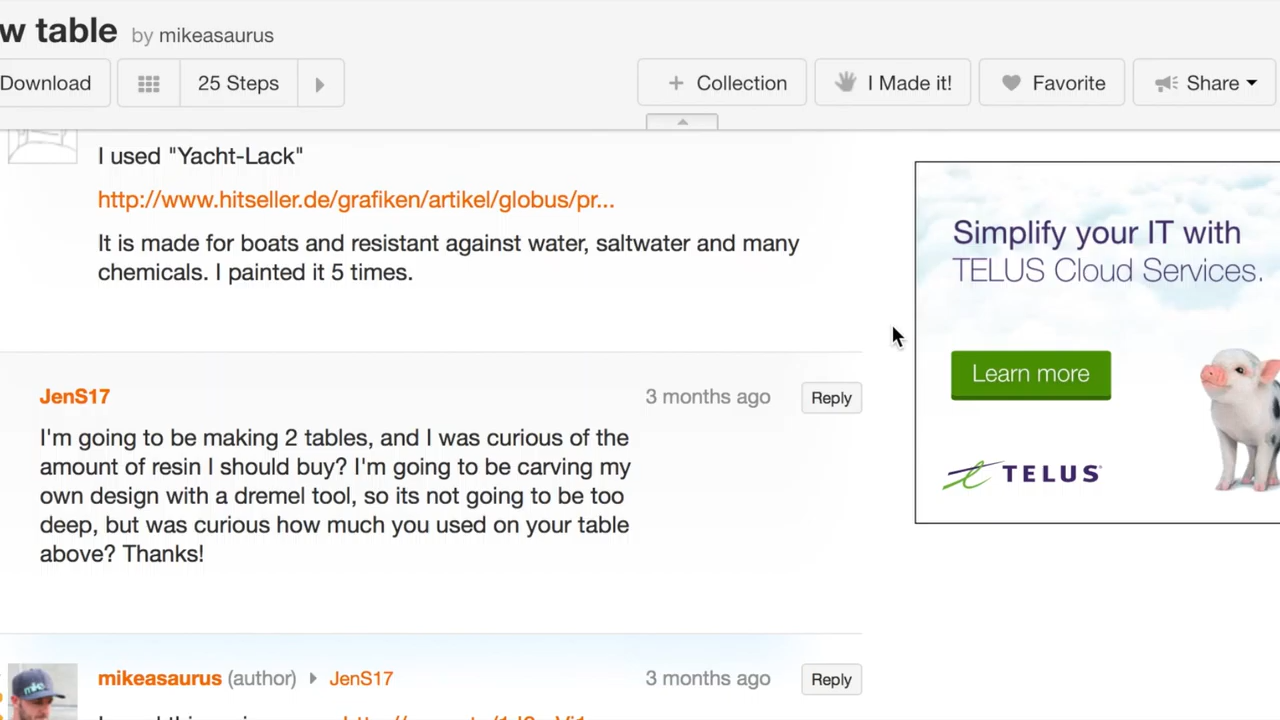 w table by mikeasaurus
Download
25 Steps
+ Collection
I Made it!
Favorite
Share
I used "Yacht-Lack"
http://www.hitseller.de/grafiken/artikel/globus/pr...
It is made for boats and resistant against water, saltwater and many
chemicals. I painted it 5 times.
Simplify your IT with
TELUS Cloud Services.
Learn more
TELUS
JenS17 3 months ago Reply
I'm going to be making 2 tables, and I was curious of the
amount of resin I should buy? I'm going to be carving my
own design with a dremel tool, so its not going to be too
deep, but was curious how much you used on your table
above? Thanks!
mikeasaurus (author) JenS17 3 months ago Reply